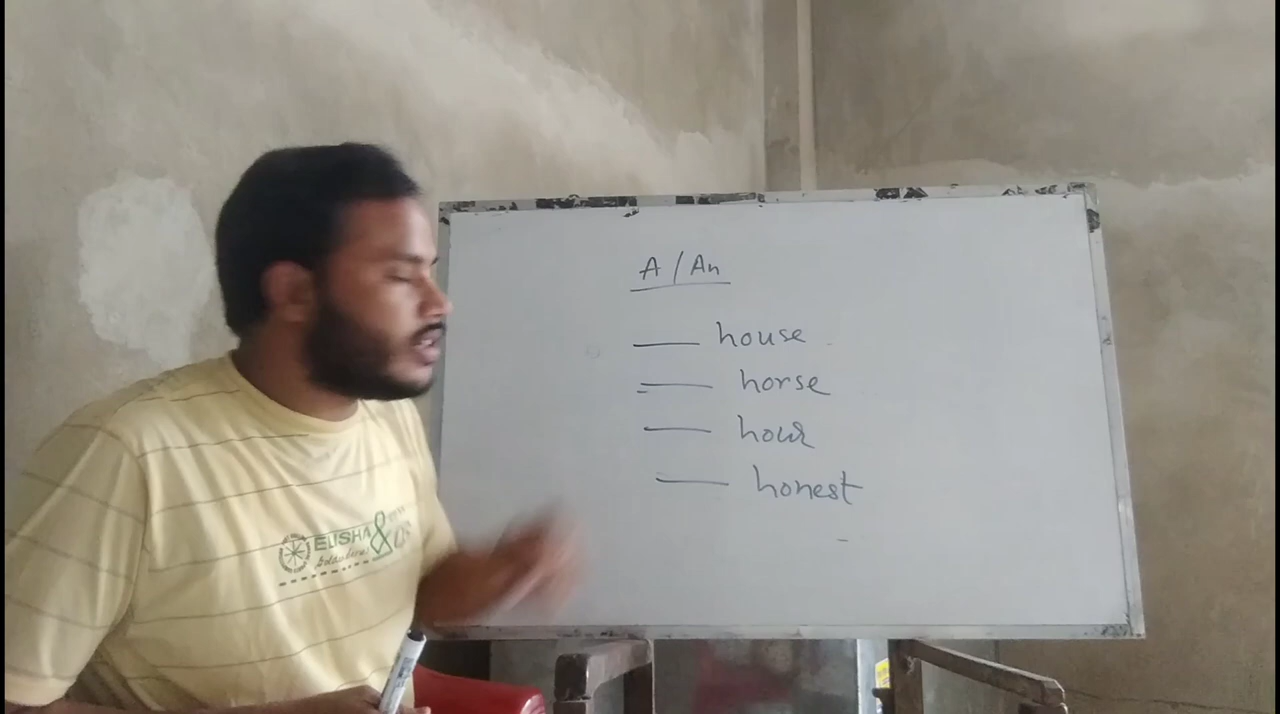 A / An
___ house
___ horse
___ hour
___ honest
ELISHA &